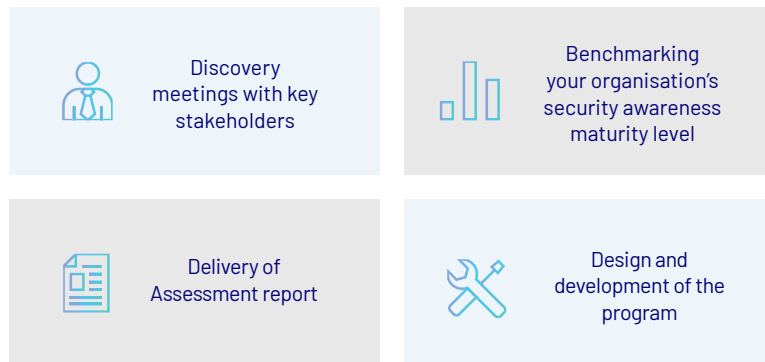 Discovery
meetings with key
stakeholders
Benchmarking
your organisation's
security awareness
maturity level
Delivery of
Assessment report
Design and
development of the
program